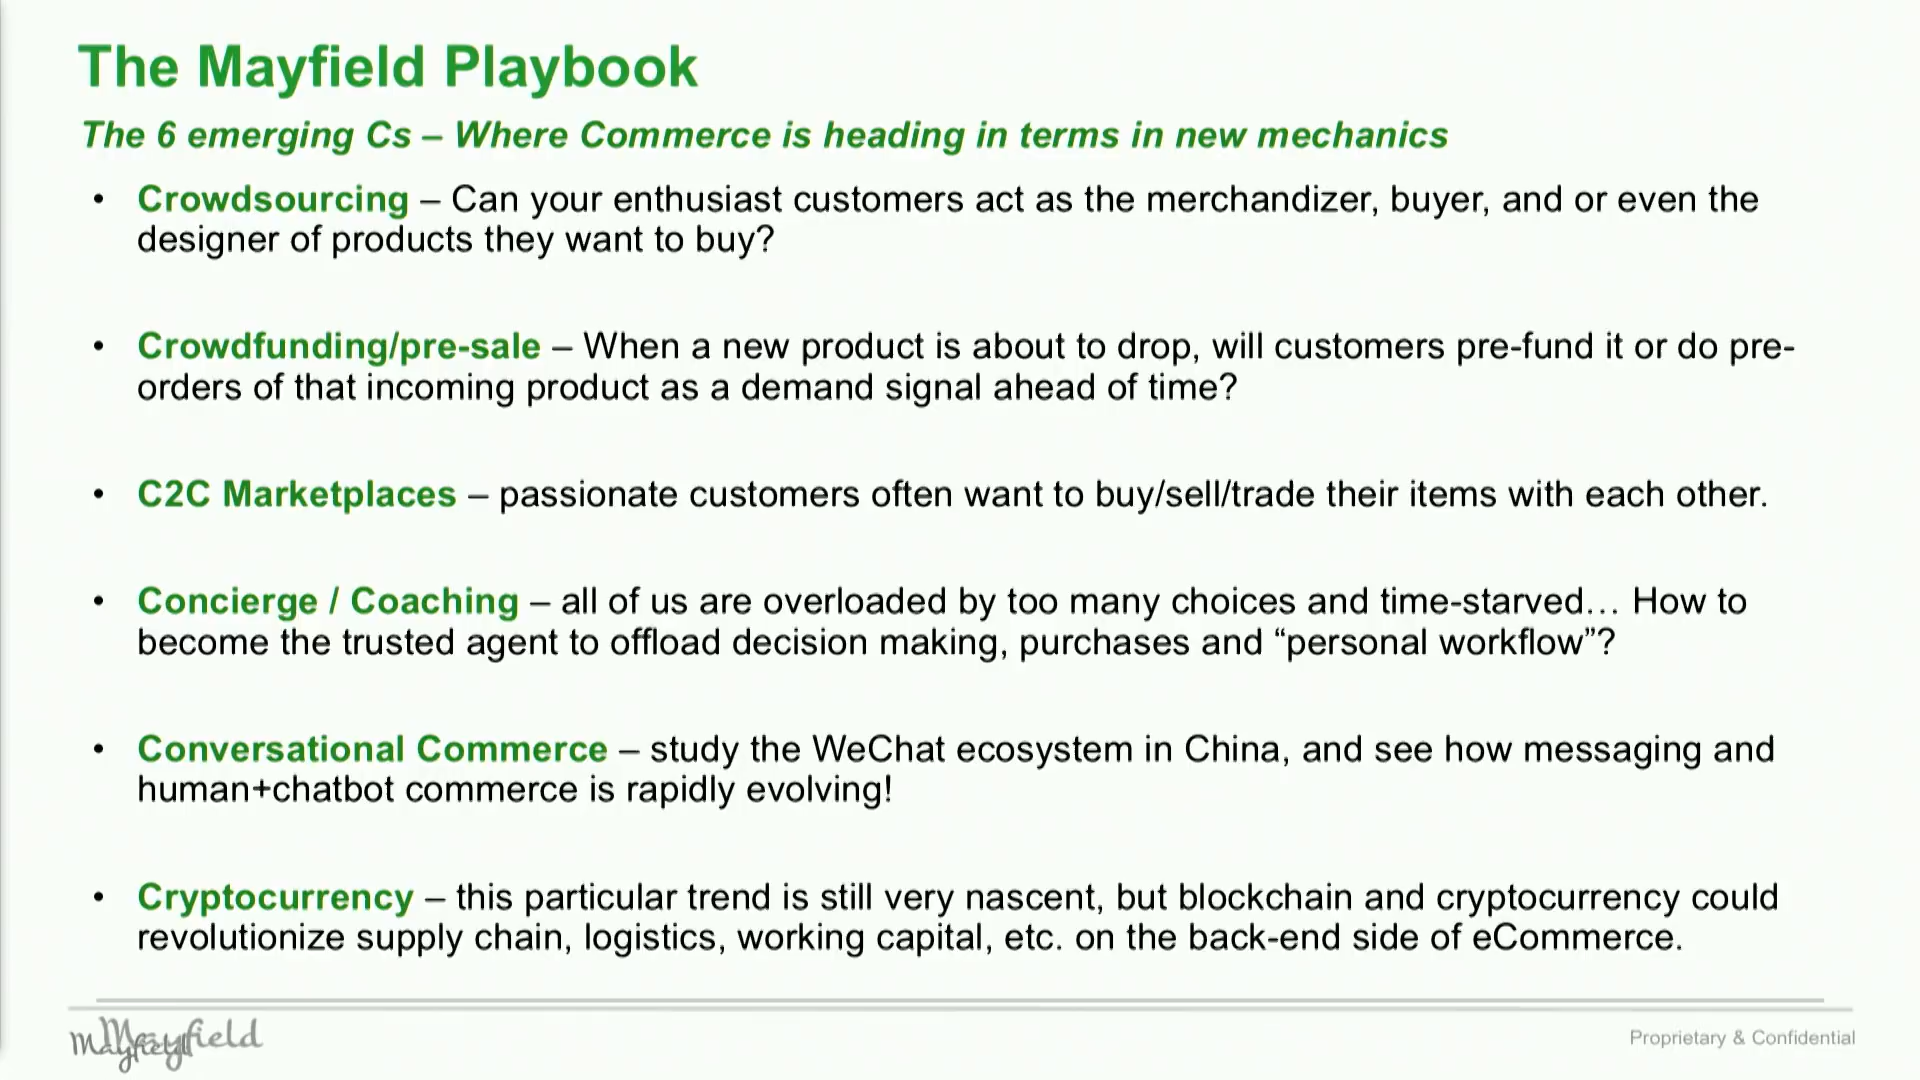 The Mayfield Playbook
The 6 emerging Cs – Where Commerce is heading in terms in new mechanics
• Crowdsourcing – Can your enthusiast customers act as the merchandizer, buyer, and or even the
designer of products they want to buy?
• Crowdfunding/pre-sale – When a new product is about to drop, will customers pre-fund it or do pre-
orders of that incoming product as a demand signal ahead of time?
• C2C Marketplaces – passionate customers often want to buy/sell/trade their items with each other.
• Concierge / Coaching – all of us are overloaded by too many choices and time-starved… How to
become the trusted agent to offload decision making, purchases and “personal workflow”?
• Conversational Commerce – study the WeChat ecosystem in China, and see how messaging and
human+chatbot commerce is rapidly evolving!
• Cryptocurrency – this particular trend is still very nascent, but blockchain and cryptocurrency could
revolutionize supply chain, logistics, working capital, etc. on the back-end side of eCommerce.
Mayfield
Mayfield
Proprietary & Confidential